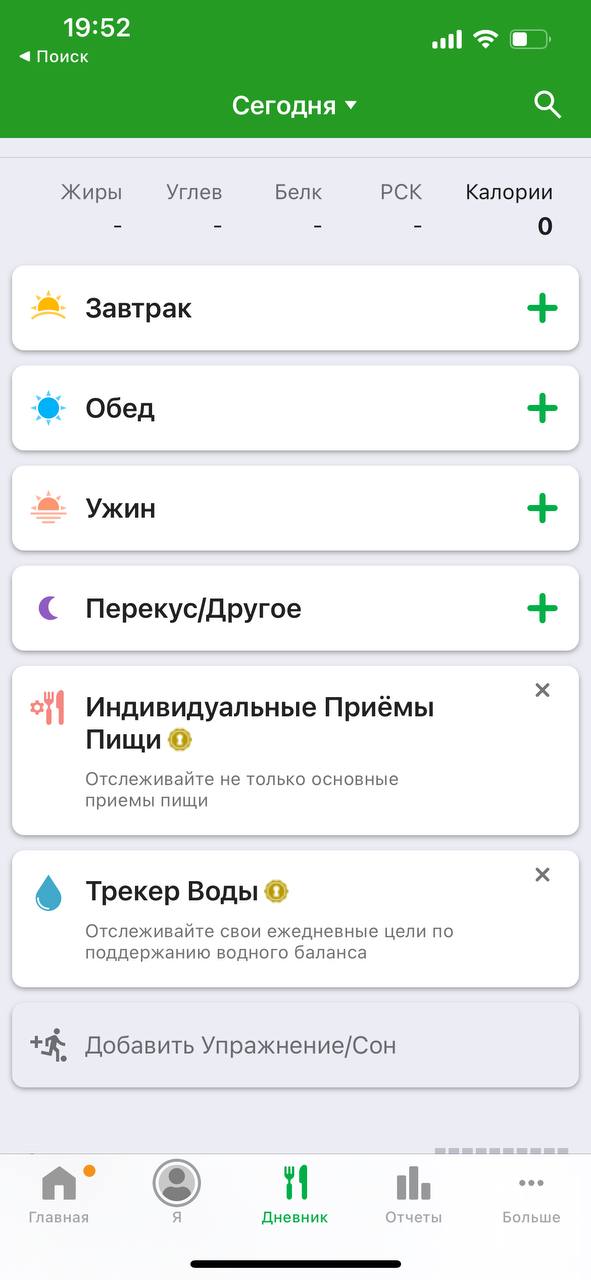 19:52
◀ Поиск
Сегодня ▼
Жиры Углев Белк РСК Калории
- - - - 0
Завтрак
Обед
Ужин
Перекус/Другое
Индивидуальные Приёмы
Пищи
Отслеживайте не только основные
приемы пищи
Трекер Воды
Отслеживайте свои ежедневные цели по
поддержанию водного баланса
Добавить Упражнение/Сон
Главная Я Дневник Отчеты Больше